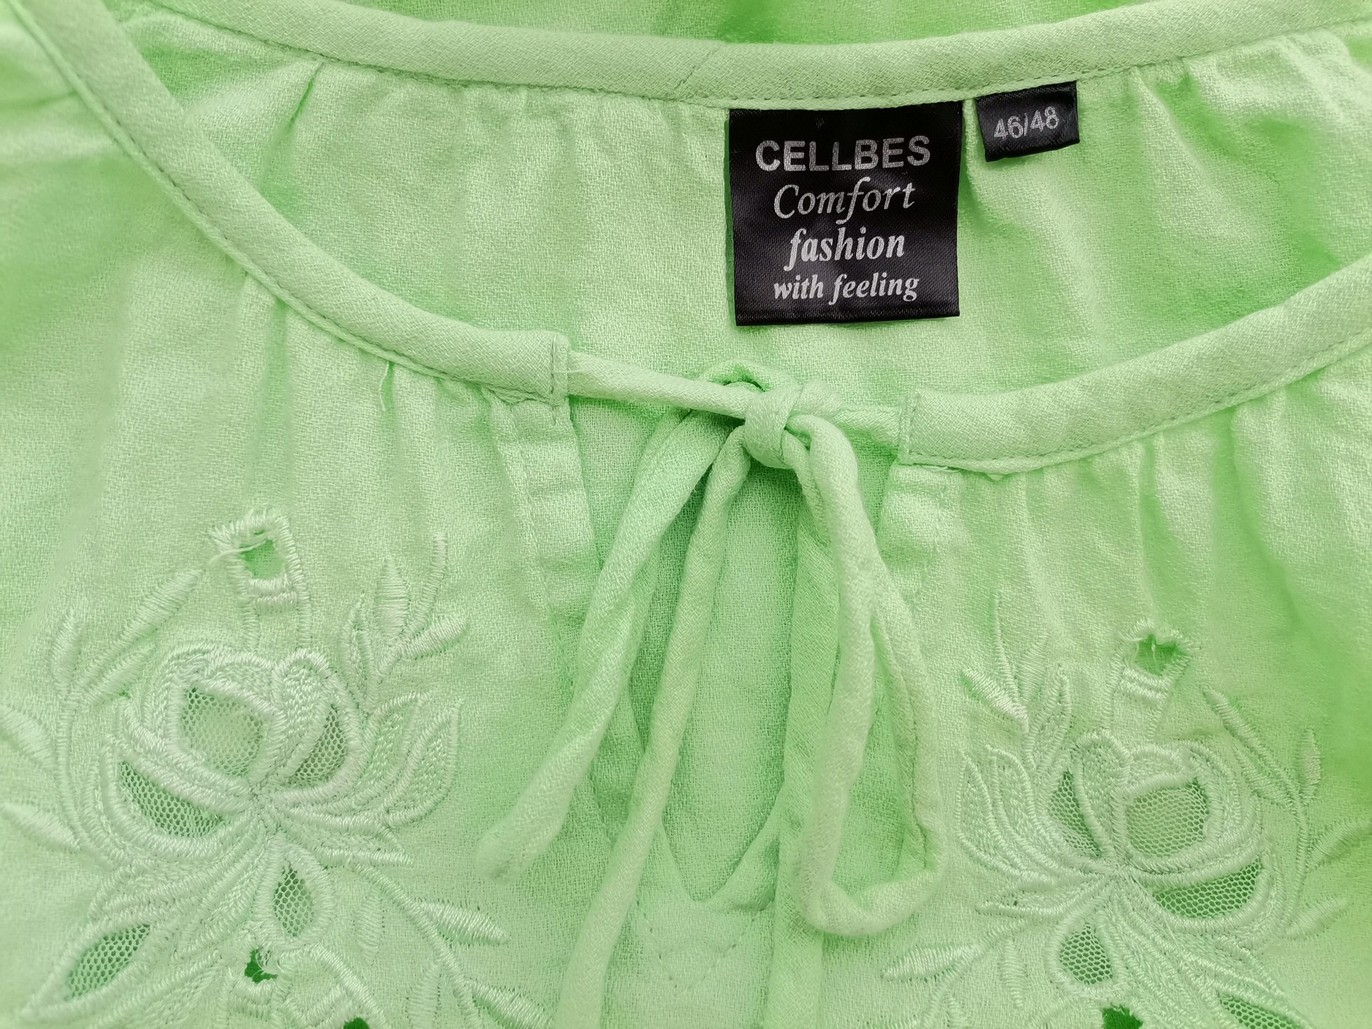 CELLBES
Comfort
fashion
with feeling
46/48